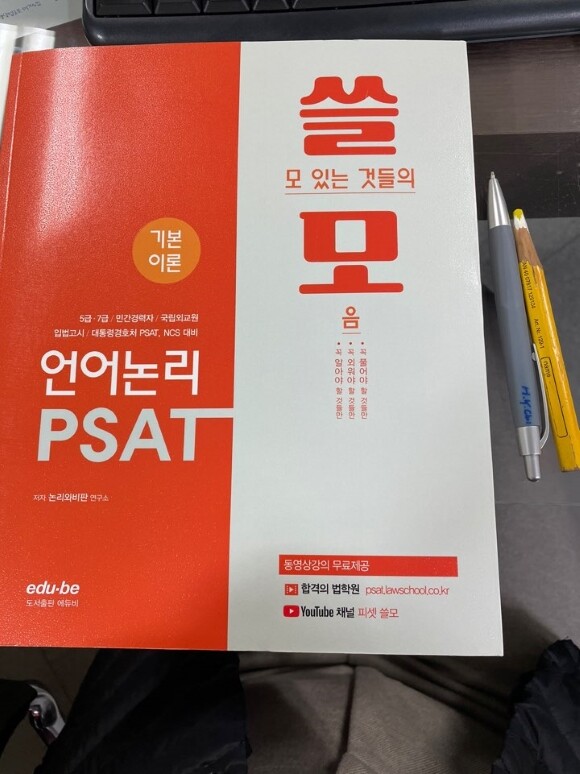 쓸
모 있는 것들의
모
음
• 꼭 풀어야 할 것들만
• 꼭 외워야 할 것들만
• 꼭 알아야 할 것들만
기본
이론
5급·7급 / 민간경력자 / 국립외교원
입법고시 / 대통령경호처 PSAT, NCS 대비
언어논리
PSAT
저자 논리와비판 연구소
edu·be
도서출판 에듀비
동영상강의 무료제공
합격의 법학원 psat.lawschool.co.kr
YouTube 채널 피셋 쓸모